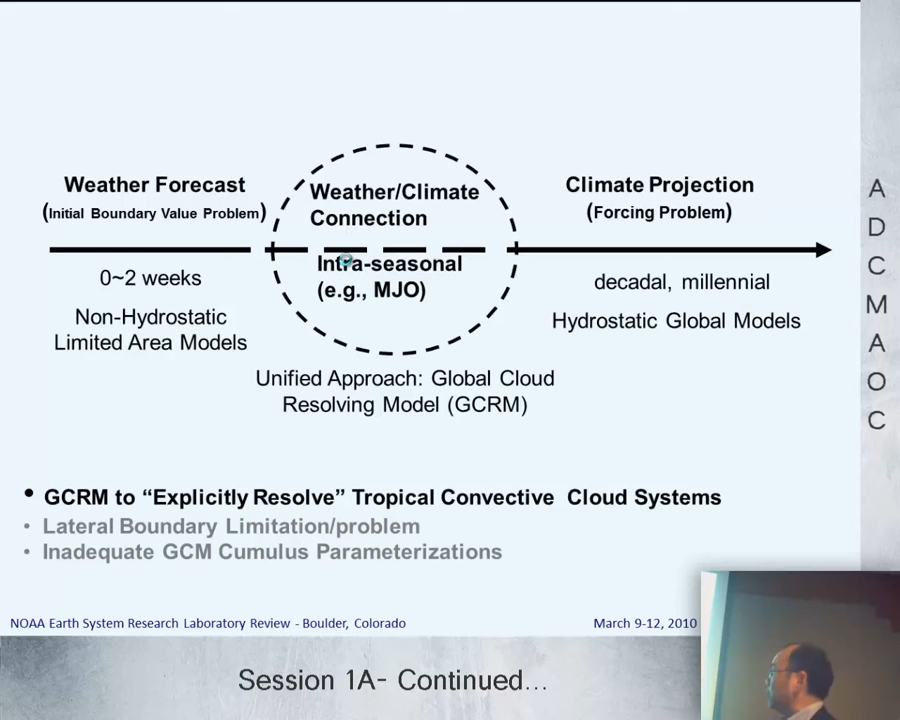 Weather Forecast
(Initial Boundary Value Problem)
Weather/Climate
Connection
Climate Projection
(Forcing Problem)
0~2 weeks
Non-Hydrostatic
Limited Area Models
Intra-seasonal
(e.g., MJO)
decadal, millennial
Hydrostatic Global Models
Unified Approach: Global Cloud
Resolving Model (GCRM)
• GCRM to “Explicitly Resolve” Tropical Convective Cloud Systems
• Lateral Boundary Limitation/problem
• Inadequate GCM Cumulus Parameterizations
NOAA Earth System Research Laboratory Review - Boulder, Colorado
March 9-12, 2010
Session 1A- Continued...
A
D
C
M
A
O
C